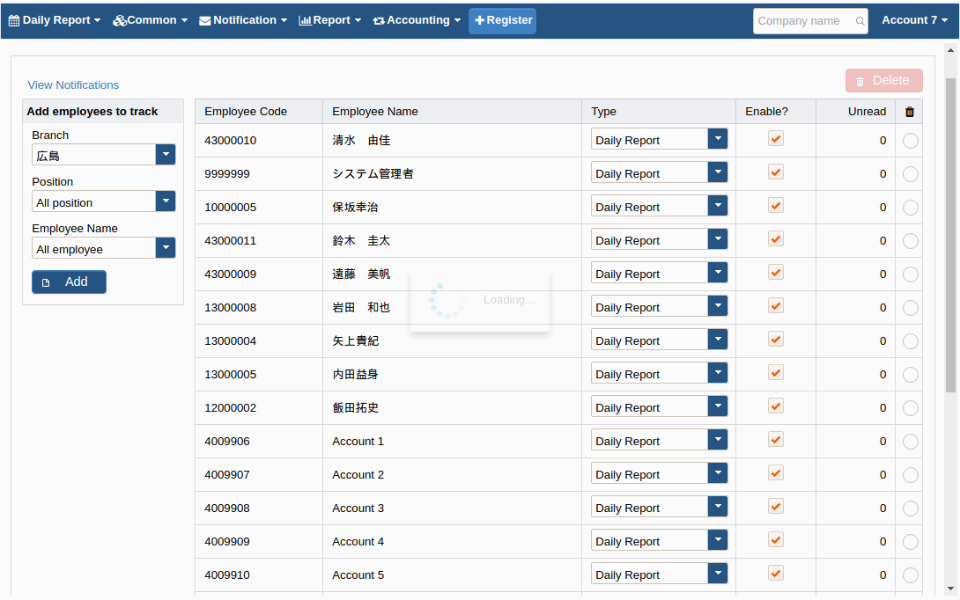 Daily Report Common Notification Report Accounting Register Company name Account 7
View Notifications
Delete
Add employees to track
Branch
広島
Position
All position
Employee Name
All employee
Add
Employee Code Employee Name Type Enable? Unread
43000010 清水　由佳 Daily Report 0
9999999 システム管理者 Daily Report 0
10000005 保坂幸治 Daily Report 0
43000011 鈴木　圭太 Daily Report 0
43000009 遠藤　美帆 Daily Report 0
Loading...
13000008 岩田　和也 Daily Report 0
13000004 矢上貴紀 Daily Report 0
13000005 内田益身 Daily Report 0
12000002 飯田拓史 Daily Report 0
4009906 Account 1 Daily Report 0
4009907 Account 2 Daily Report 0
4009908 Account 3 Daily Report 0
4009909 Account 4 Daily Report 0
4009910 Account 5 Daily Report 0